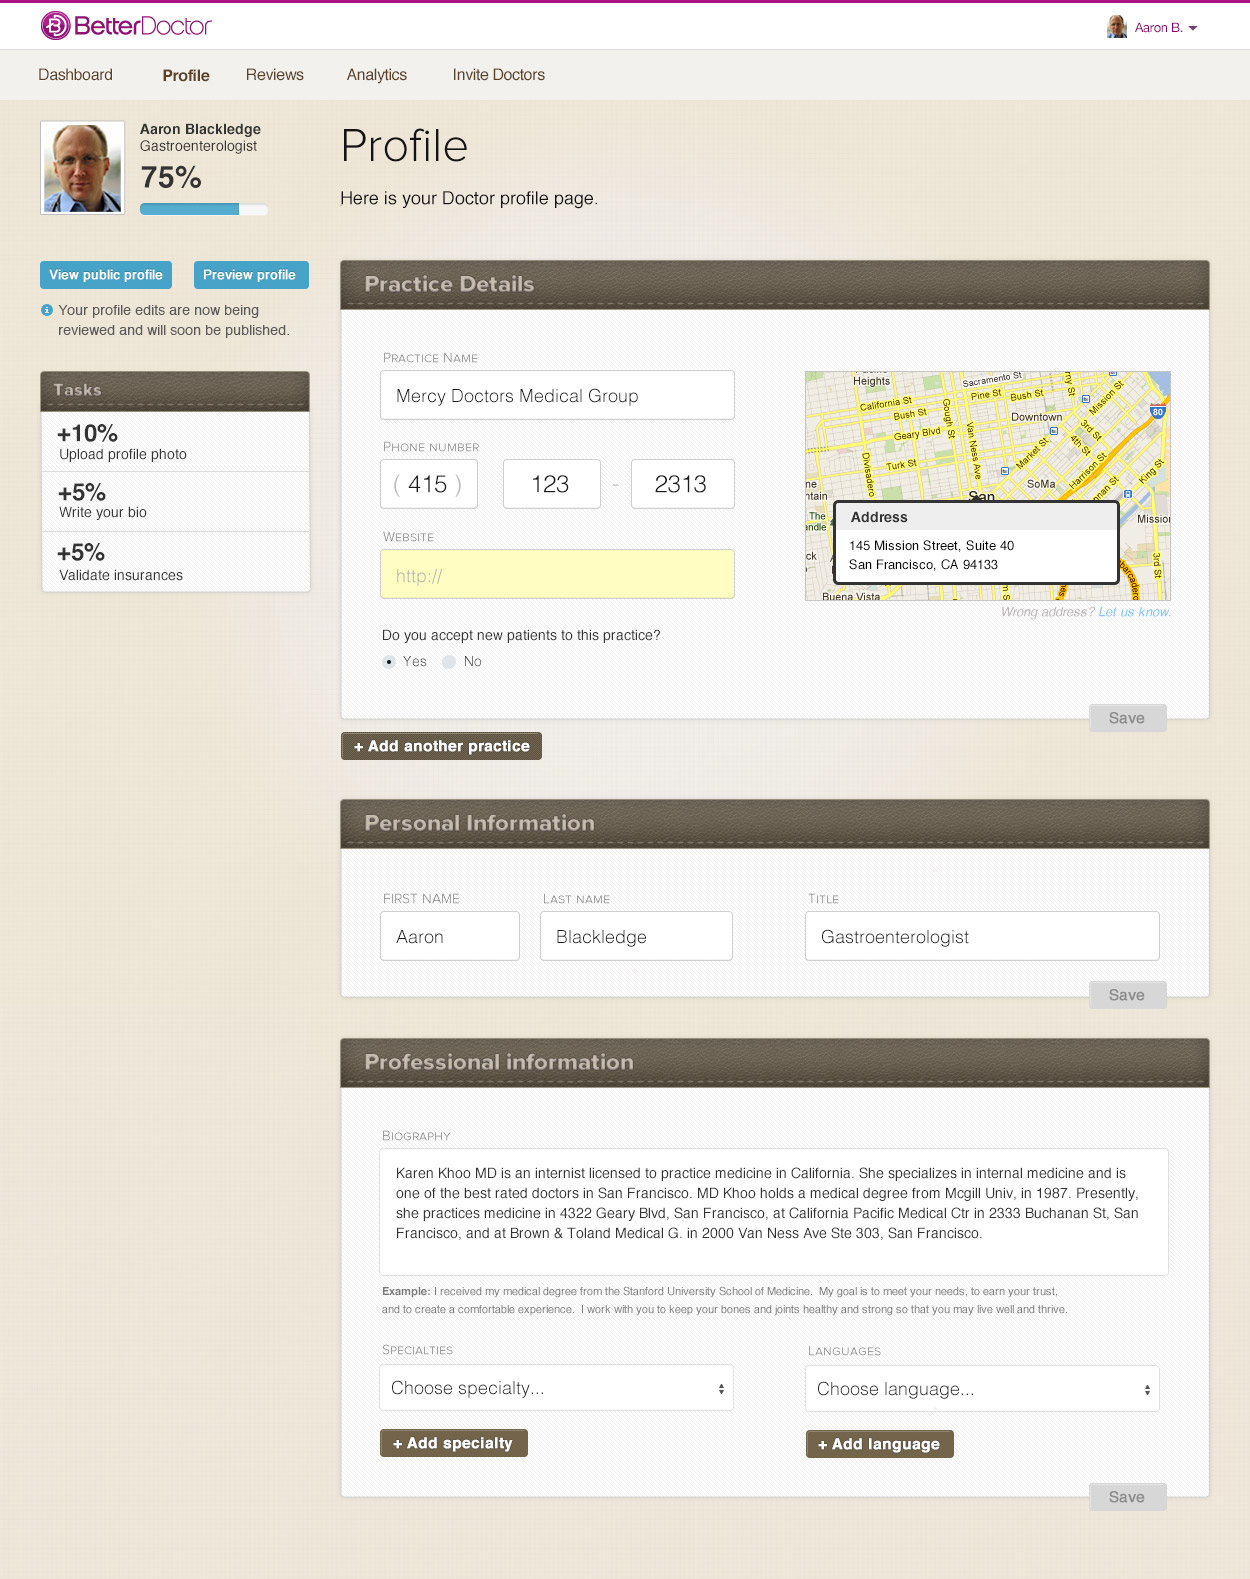 BetterDoctor
Aaron B.
Dashboard
Profile
Reviews
Analytics
Invite Doctors
Aaron Blackledge
Gastroenterologist
75%
View public profile
Preview profile
Your profile edits are now being
reviewed and will soon be published.
Tasks
+10%
Upload profile photo
+5%
Write your bio
+5%
Validate insurances
Profile
Here is your Doctor profile page.
Practice Details
PRACTICE NAME
Mercy Doctors Medical Group
PHONE NUMBER
( 415 ) 123 - 2313
WEBSITE
http://
Do you accept new patients to this practice?
Yes
No
Heights
Sacramento St
California St
Pine St
Bush St
Bush St
Gough St
Downtown
Mission St
80
Geary Blvd
Van Ness Ave
3rd St
4th St
Market St
Divisadero
Turk St
Harrison St
King St
SoMa
San
The
Buena Vista
3rd St
Address
145 Mission Street, Suite 40
San Francisco, CA 94133
Wrong address? Let us know.
Save
+ Add another practice
Personal Information
FIRST NAME
Aaron
LAST NAME
Blackledge
TITLE
Gastroenterologist
Save
Professional information
BIOGRAPHY
Karen Khoo MD is an internist licensed to practice medicine in California. She specializes in internal medicine and is
one of the best rated doctors in San Francisco. MD Khoo holds a medical degree from Mcgill Univ, in 1987. Presently,
she practices medicine in 4322 Geary Blvd, San Francisco, at California Pacific Medical Ctr in 2333 Buchanan St, San
Francisco, and at Brown & Toland Medical G. in 2000 Van Ness Ave Ste 303, San Francisco.
Example: I received my medical degree from the Stanford University School of Medicine. My goal is to meet your needs, to earn your trust,
and to create a comfortable experience. I work with you to keep your bones and joints healthy and strong so that you may live well and thrive.
SPECIALTIES
Choose specialty...
+ Add specialty
LANGUAGES
Choose language...
+ Add language
Save